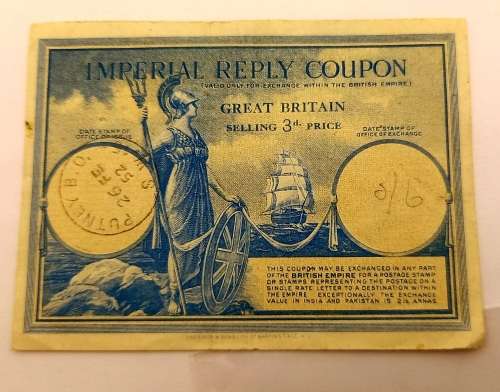 IMPERIAL REPLY COUPON
(VALID ONLY FOR EXCHANGE WITHIN THE BRITISH EMPIRE)
GREAT BRITAIN
SELLING 3d. PRICE
DATE STAMP OF
OFFICE OF ISSUE
DATE STAMP OF
OFFICE OF EXCHANGE
PUTNEY B.O.
S.W.
26 FE
52
THIS COUPON MAY BE EXCHANGED IN ANY PART
OF THE BRITISH EMPIRE FOR A POSTAGE STAMP
OR STAMPS REPRESENTING THE POSTAGE ON A
SINGLE RATE LETTER TO A DESTINATION WITHIN
THE EMPIRE. EXCEPTIONALLY THE EXCHANGE
VALUE IN INDIA AND PAKISTAN IS 2½ ANNAS.